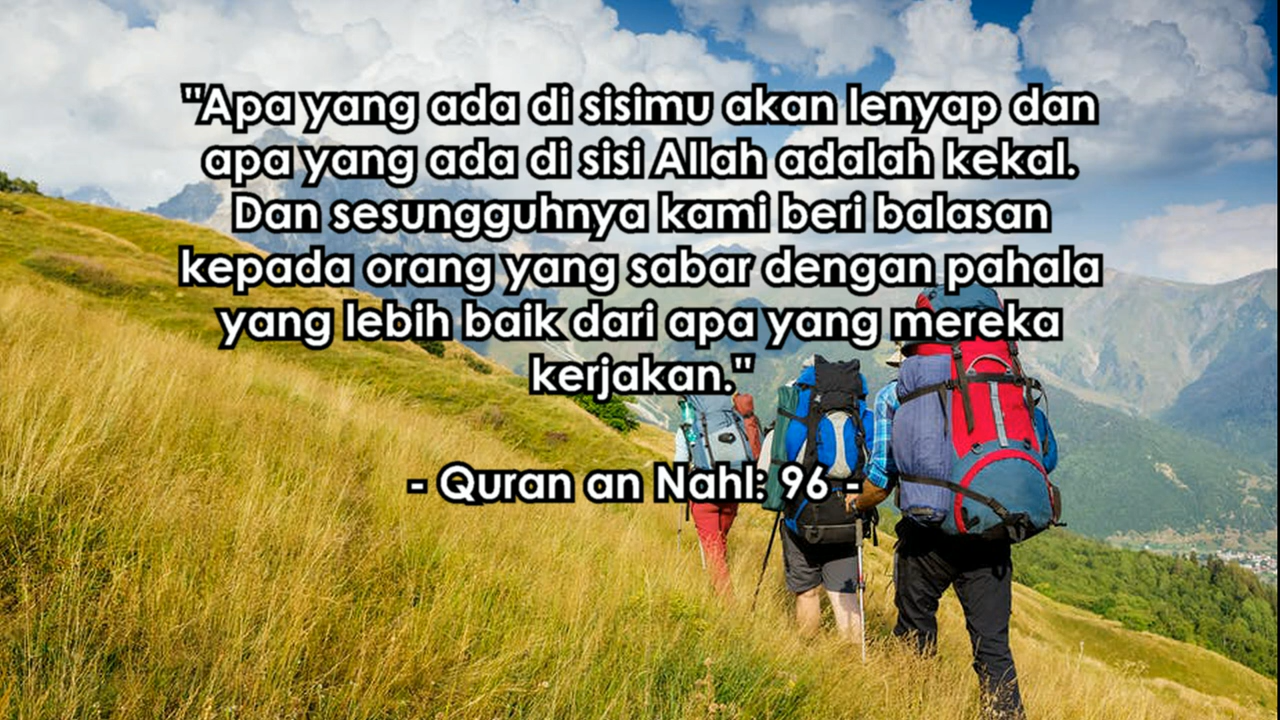 "Apa yang ada di sisimu akan lenyap dan
apa yang ada di sisi Allah adalah kekal.
Dan sesungguhnya kami beri balasan
kepada orang yang sabar dengan pahala
yang lebih baik dari apa yang mereka
kerjakan."
- Quran an Nahl: 96 -